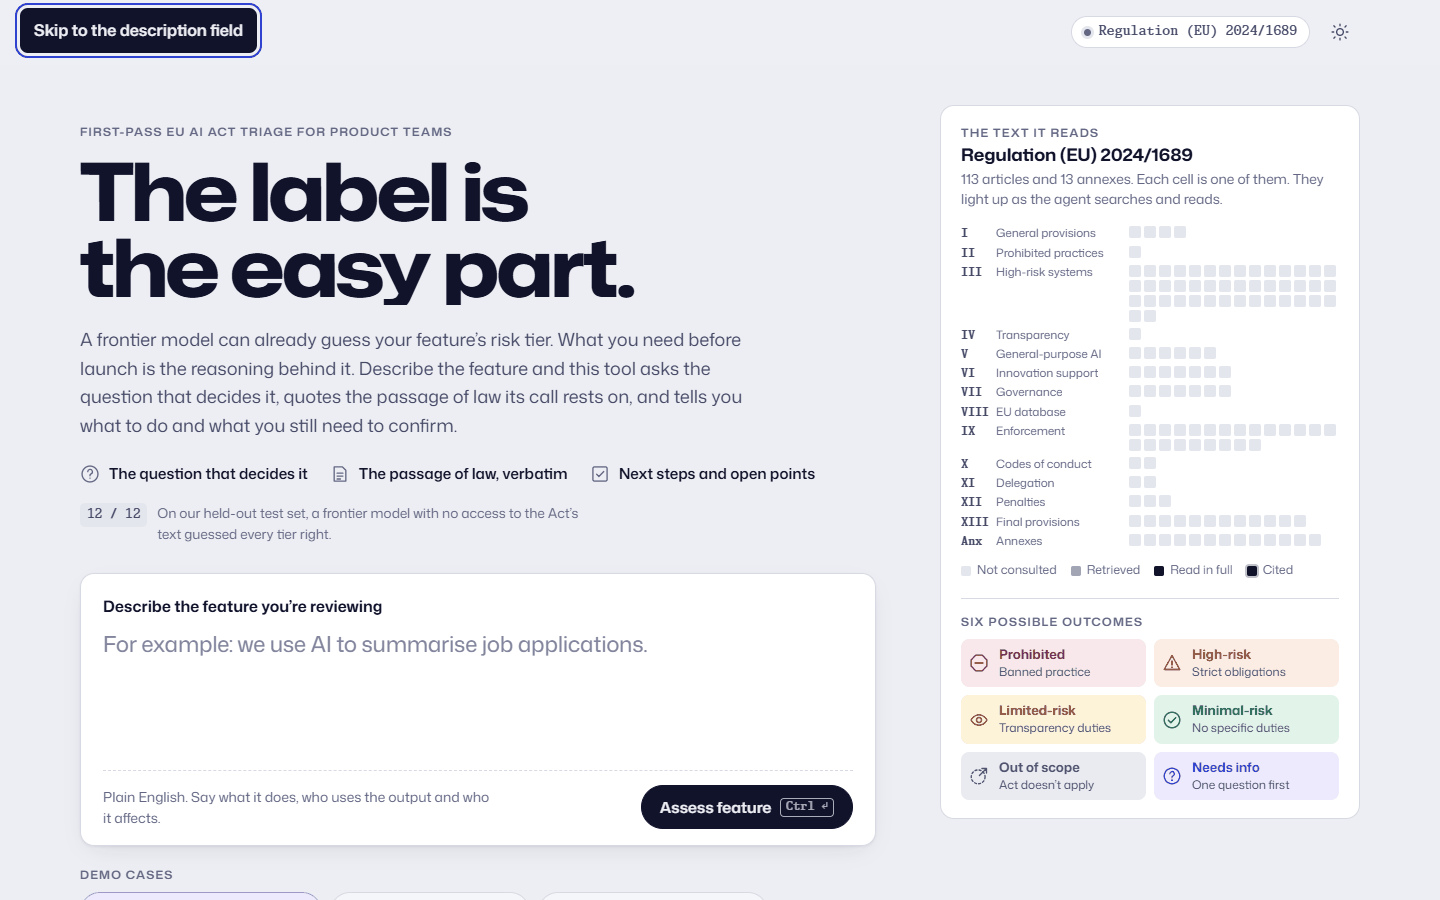 Skip to the description field
Regulation (EU) 2024/1689
FIRST-PASS EU AI ACT TRIAGE FOR PRODUCT TEAMS
The label is
the easy part.
A frontier model can already guess your feature’s risk tier. What you need before
launch is the reasoning behind it. Describe the feature and this tool asks the
question that decides it, quotes the passage of law its call rests on, and tells you
what to do and what you still need to confirm.
The question that decides it
The passage of law, verbatim
Next steps and open points
12 / 12
On our held-out test set, a frontier model with no access to the Act’s
text guessed every tier right.
Describe the feature you’re reviewing
For example: we use AI to summarise job applications.
Plain English. Say what it does, who uses the output and who
it affects.
Assess feature Ctrl ⏎
DEMO CASES
THE TEXT IT READS
Regulation (EU) 2024/1689
113 articles and 13 annexes. Each cell is one of them. They
light up as the agent searches and reads.
I General provisions
II Prohibited practices
III High-risk systems
IV Transparency
V General-purpose AI
VI Innovation support
VII Governance
VIII EU database
IX Enforcement
X Codes of conduct
XI Delegation
XII Penalties
XIII Final provisions
Anx Annexes
Not consulted Retrieved Read in full Cited
SIX POSSIBLE OUTCOMES
Prohibited
Banned practice
High-risk
Strict obligations
Limited-risk
Transparency duties
Minimal-risk
No specific duties
Out of scope
Act doesn’t apply
Needs info
One question first